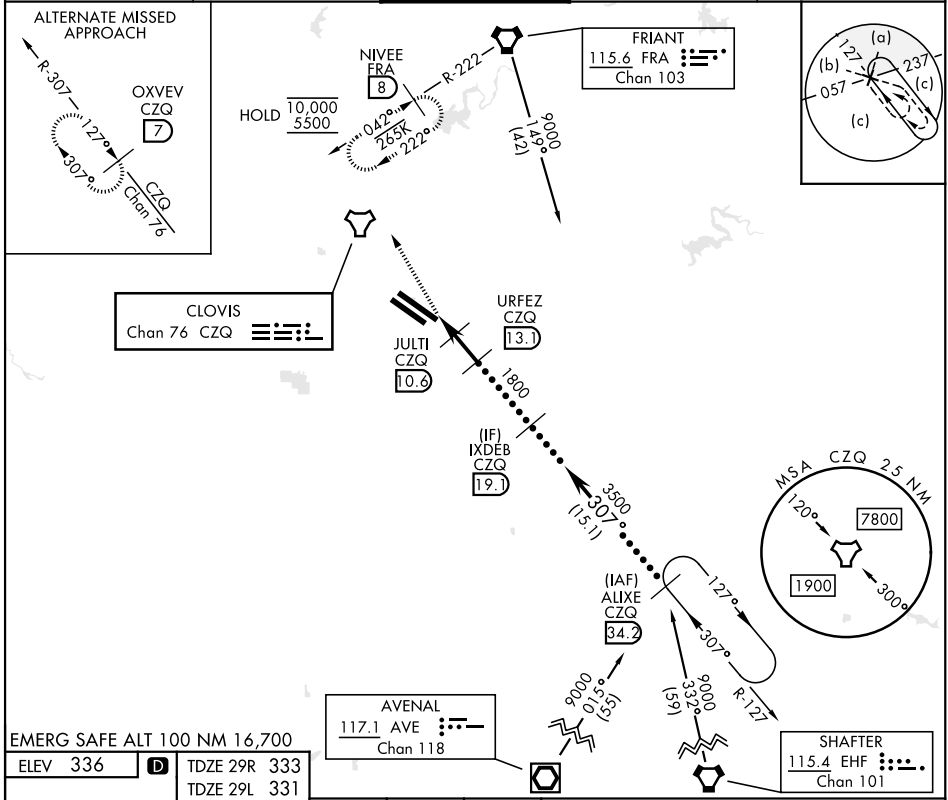 ALTERNATE MISSED
APPROACH
R-307
OXVEV
CZQ
7
127°
307°
CZQ
Chan 76
NIVEE
FRA
8
R-222
HOLD 10,000
5500
042°
265K
222°
FRIANT
115.6 FRA
Chan 103
9000
149°
(42)
(a)
127
237
(b)
(c)
057
(c)
CLOVIS
Chan 76 CZQ
URFEZ
CZQ
13.1
JULTI
CZQ
10.6
1800
(IF)
IXDEB
CZQ
19.1
3500
307°
(15.1)
MSA CZQ 25 NM
120°
7800
1900
300°
(IAF)
ALIXE
CZQ
34.2
127°
307°
R-127
9000
015°
(55)
9000
332°
(59)
AVENAL
117.1 AVE
Chan 118
SHAFTER
115.4 EHF
Chan 101
EMERG SAFE ALT 100 NM 16,700
ELEV 336
D
TDZE 29R 333
TDZE 29L 331